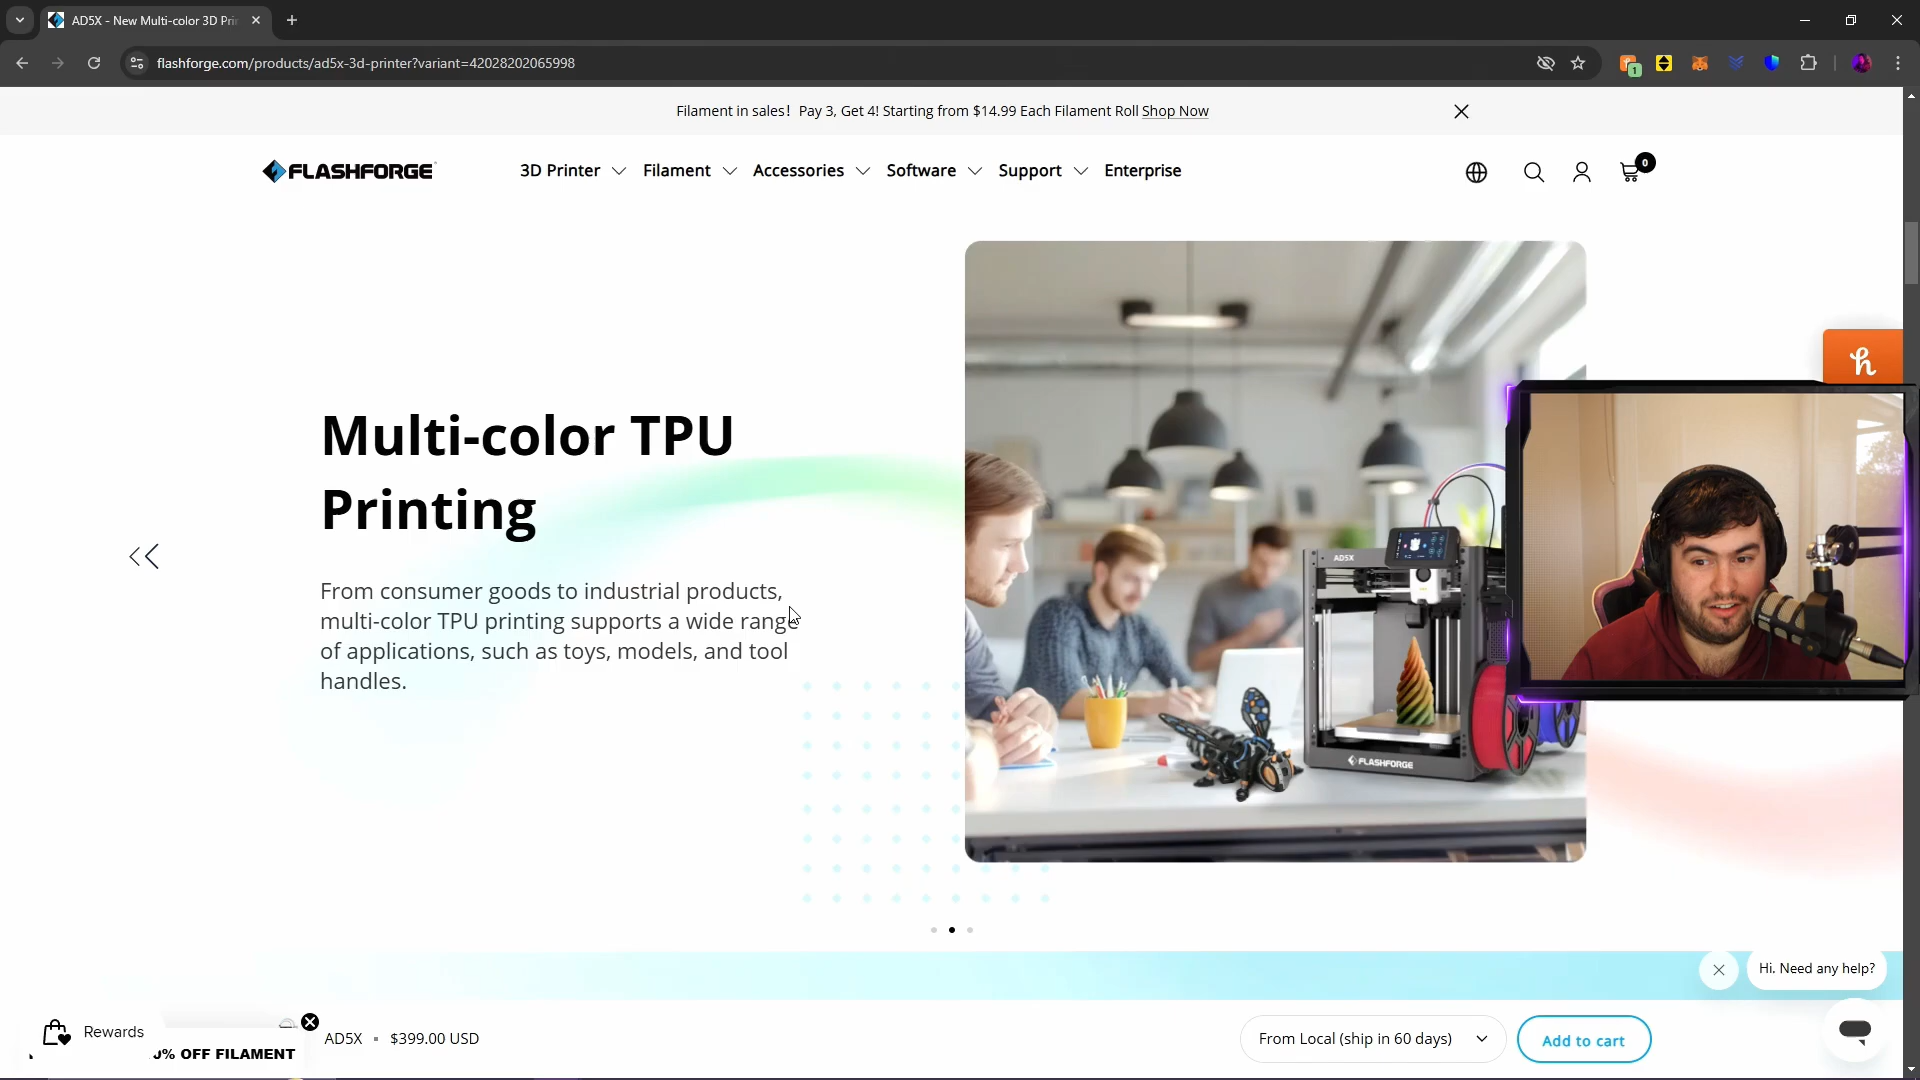 AD5X - New Multi-color 3D Pri
flashforge.com/products/ad5x-3d-printer?variant=42028202065998
1
Filament in sales! Pay 3, Get 4! Starting from $14.99 Each Filament Roll Shop Now
FLASHFORGE
3D Printer
Filament
Accessories
Software
Support
Enterprise
0
Multi-color TPU
Printing
From consumer goods to industrial products,
multi-color TPU printing supports a wide range
of applications, such as toys, models, and tool
handles.
AD5X
FLASHFORGE
h
Hi. Need any help?
Rewards
0% OFF FILAMENT
AD5X
$399.00 USD
From Local (ship in 60 days)
Add to cart